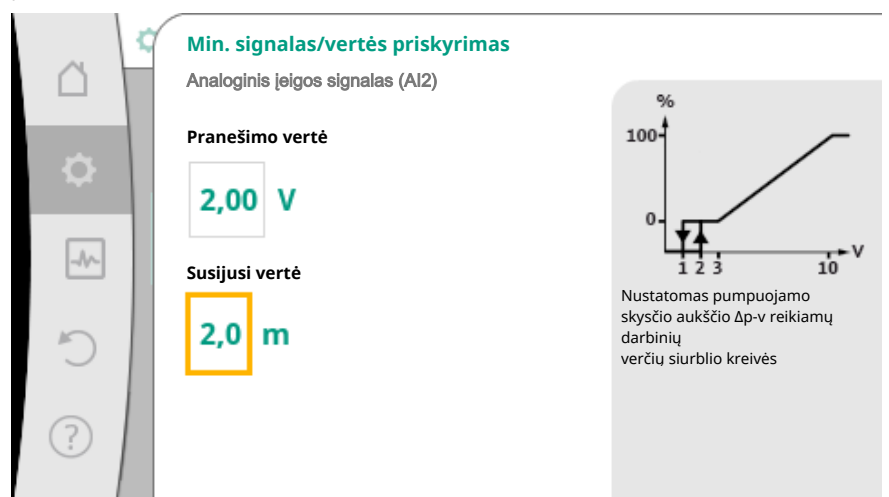 Min. signalas/vertės priskyrimas
Analoginis įeigos signalas (AI2)
Pranešimo vertė
2,00 V
Susijusi vertė
2,0 m
%
100
0
1 2 3 10 V
Nustatomas pumpuojamo
skysčio aukščio Δp-v reikiamų
darbinių
verčių siurblio kreivės
?